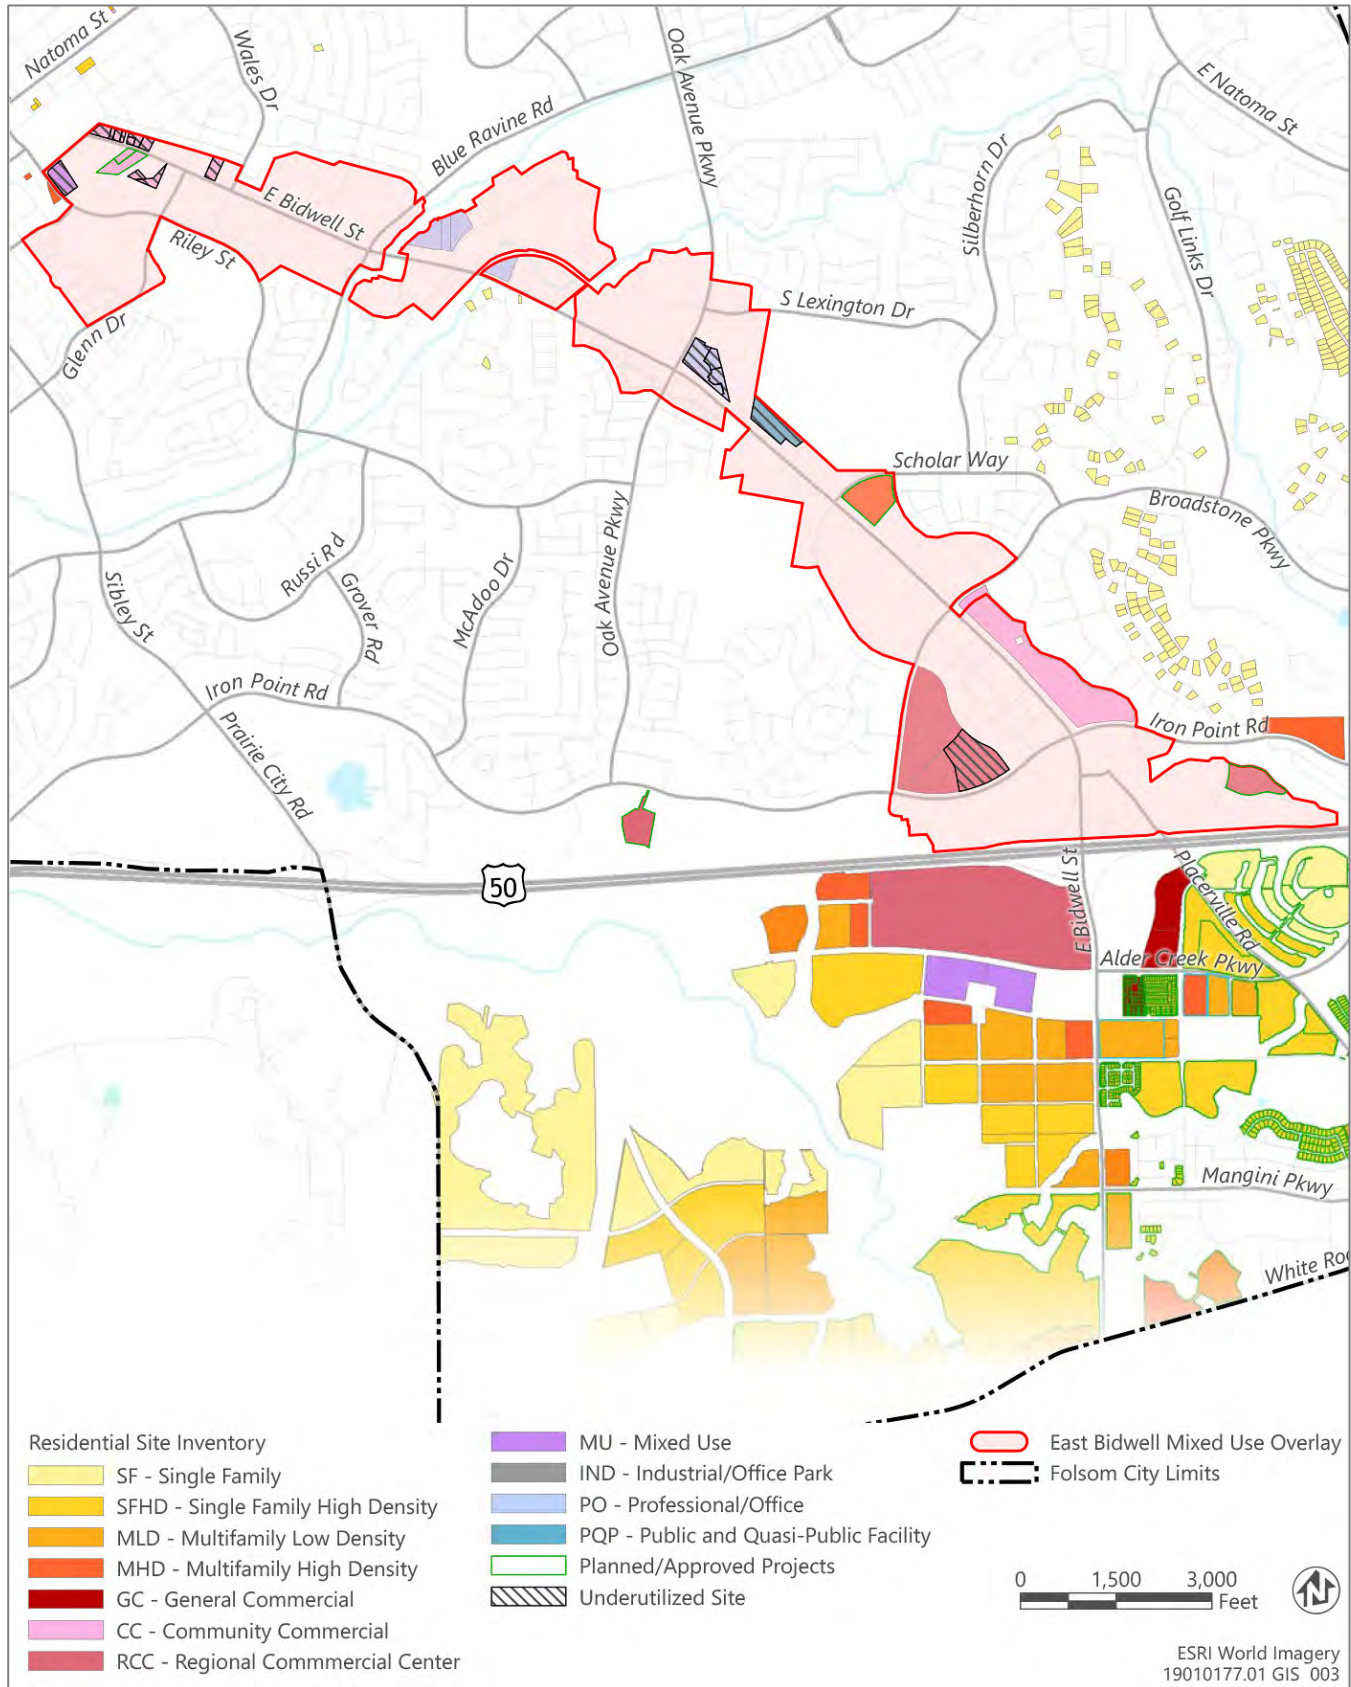 Natoma St
Wales Dr
Oak Avenue Pkwy
Blue Ravine Rd
E Natoma St
Silberhorn Dr
Golf Links Dr
E Bidwell St
Riley St
S Lexington Dr
Glenn Dr
Scholar Way
Broadstone Pkwy
Oak Avenue Pkwy
Russi Rd
Grover Rd
McAdoo Dr
Sibley St
Iron Point Rd
Prairie City Rd
Iron Point Rd
50
E Bidwell St
Placerville Rd
Alder Creek Pkwy
Mangini Pkwy
White Ro
Residential Site Inventory
SF - Single Family
SFHD - Single Family High Density
MLD - Multifamily Low Density
MHD - Multifamily High Density
GC - General Commercial
CC - Community Commercial
RCC - Regional Commmercial Center
MU - Mixed Use
IND - Industrial/Office Park
PO - Professional/Office
PQP - Public and Quasi-Public Facility
Planned/Approved Projects
Underutilized Site
East Bidwell Mixed Use Overlay
Folsom City Limits
0 1,500 3,000
Feet
N
ESRI World Imagery
19010177.01 GIS 003